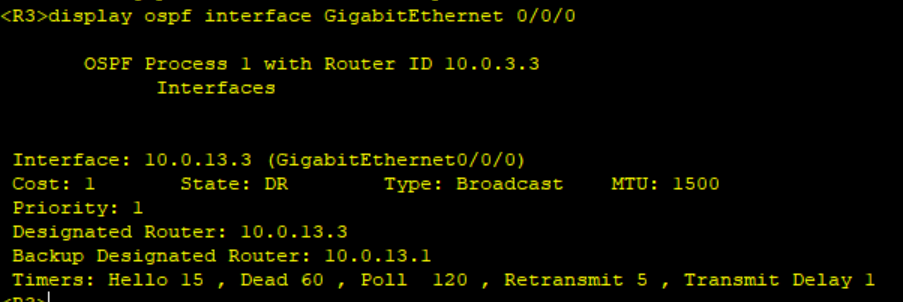 <R3>display ospf interface GigabitEthernet 0/0/0
OSPF Process 1 with Router ID 10.0.3.3
Interfaces
Interface: 10.0.13.3 (GigabitEthernet0/0/0)
Cost: 1 State: DR Type: Broadcast MTU: 1500
Priority: 1
Designated Router: 10.0.13.3
Backup Designated Router: 10.0.13.1
Timers: Hello 15 , Dead 60 , Poll 120 , Retransmit 5 , Transmit Delay 1
<R3>